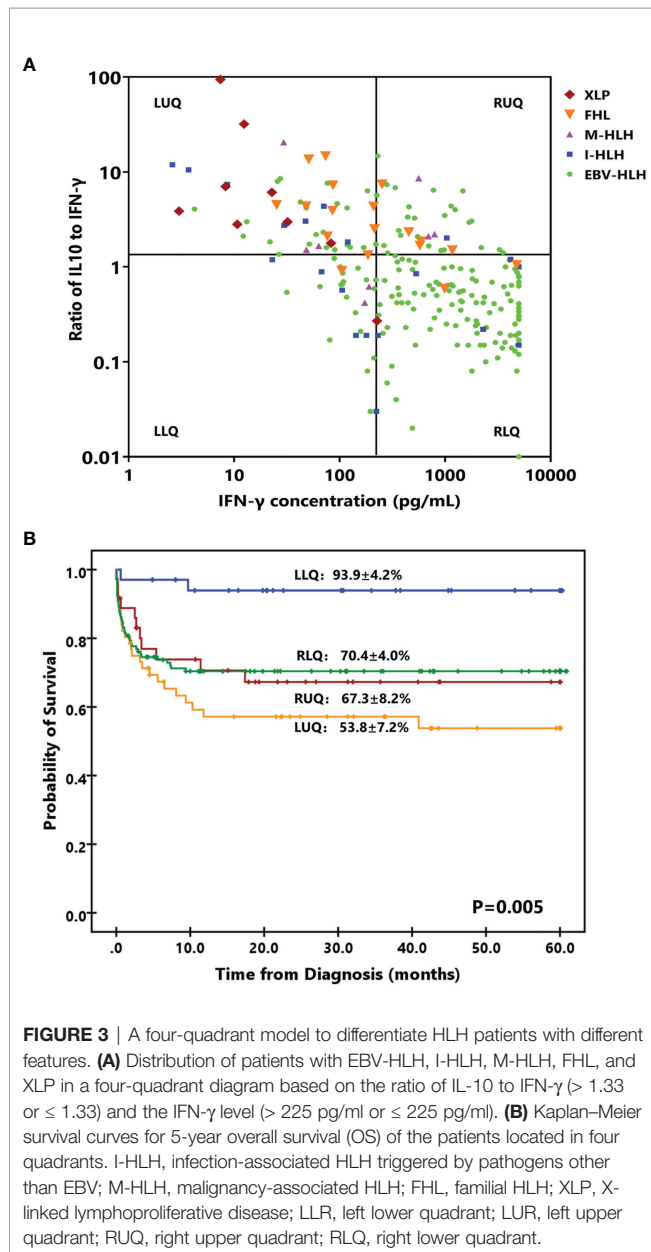 A
100
10
1
0.1
0.01
Ratio of IL10 to IFN-γ
LUQ
RUQ
LLQ
RLQ
1
10
100
1000
10000
IFN-γ concentration (pg/mL)
XLP
FHL
M-HLH
I-HLH
EBV-HLH
B
1.0
0.8
0.6
0.4
0.2
0.0
Probability of Survival
LLQ: 93.9±4.2%
RLQ: 70.4±4.0%
RUQ: 67.3±8.2%
LUQ: 53.8±7.2%
P=0.005
.0
10.0
20.0
30.0
40.0
50.0
60.0
Time from Diagnosis (months)
FIGURE 3 | A four-quadrant model to differentiate HLH patients with different
features. (A) Distribution of patients with EBV-HLH, I-HLH, M-HLH, FHL, and
XLP in a four-quadrant diagram based on the ratio of IL-10 to IFN-γ (> 1.33
or ≤ 1.33) and the IFN-γ level (> 225 pg/ml or ≤ 225 pg/ml). (B) Kaplan–Meier
survival curves for 5-year overall survival (OS) of the patients located in four
quadrants. I-HLH, infection-associated HLH triggered by pathogens other
than EBV; M-HLH, malignancy-associated HLH; FHL, familial HLH; XLP, X-
linked lymphoproliferative disease; LLR, left lower quadrant; LUR, left upper
quadrant; RUQ, right upper quadrant; RLQ, right lower quadrant.